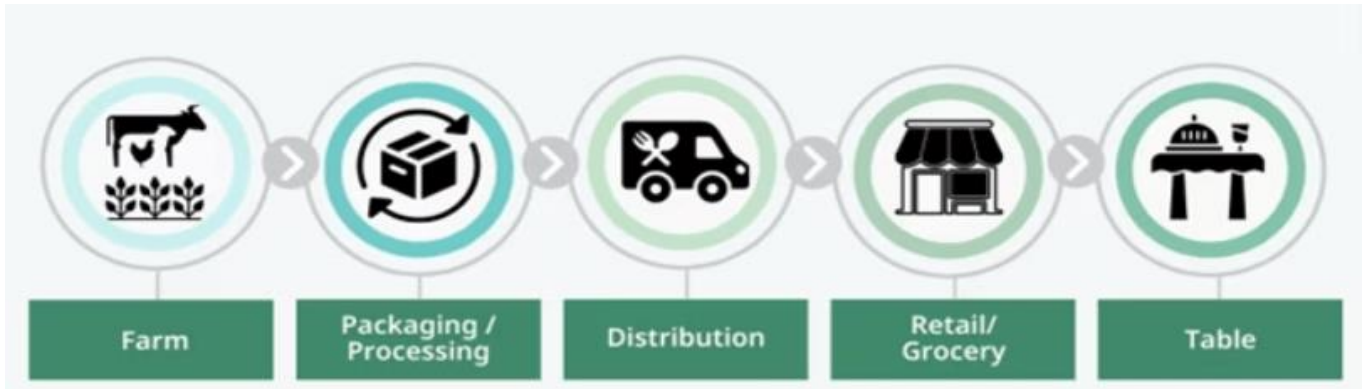 Farm
Packaging /
Processing
Distribution
Retail/
Grocery
Table